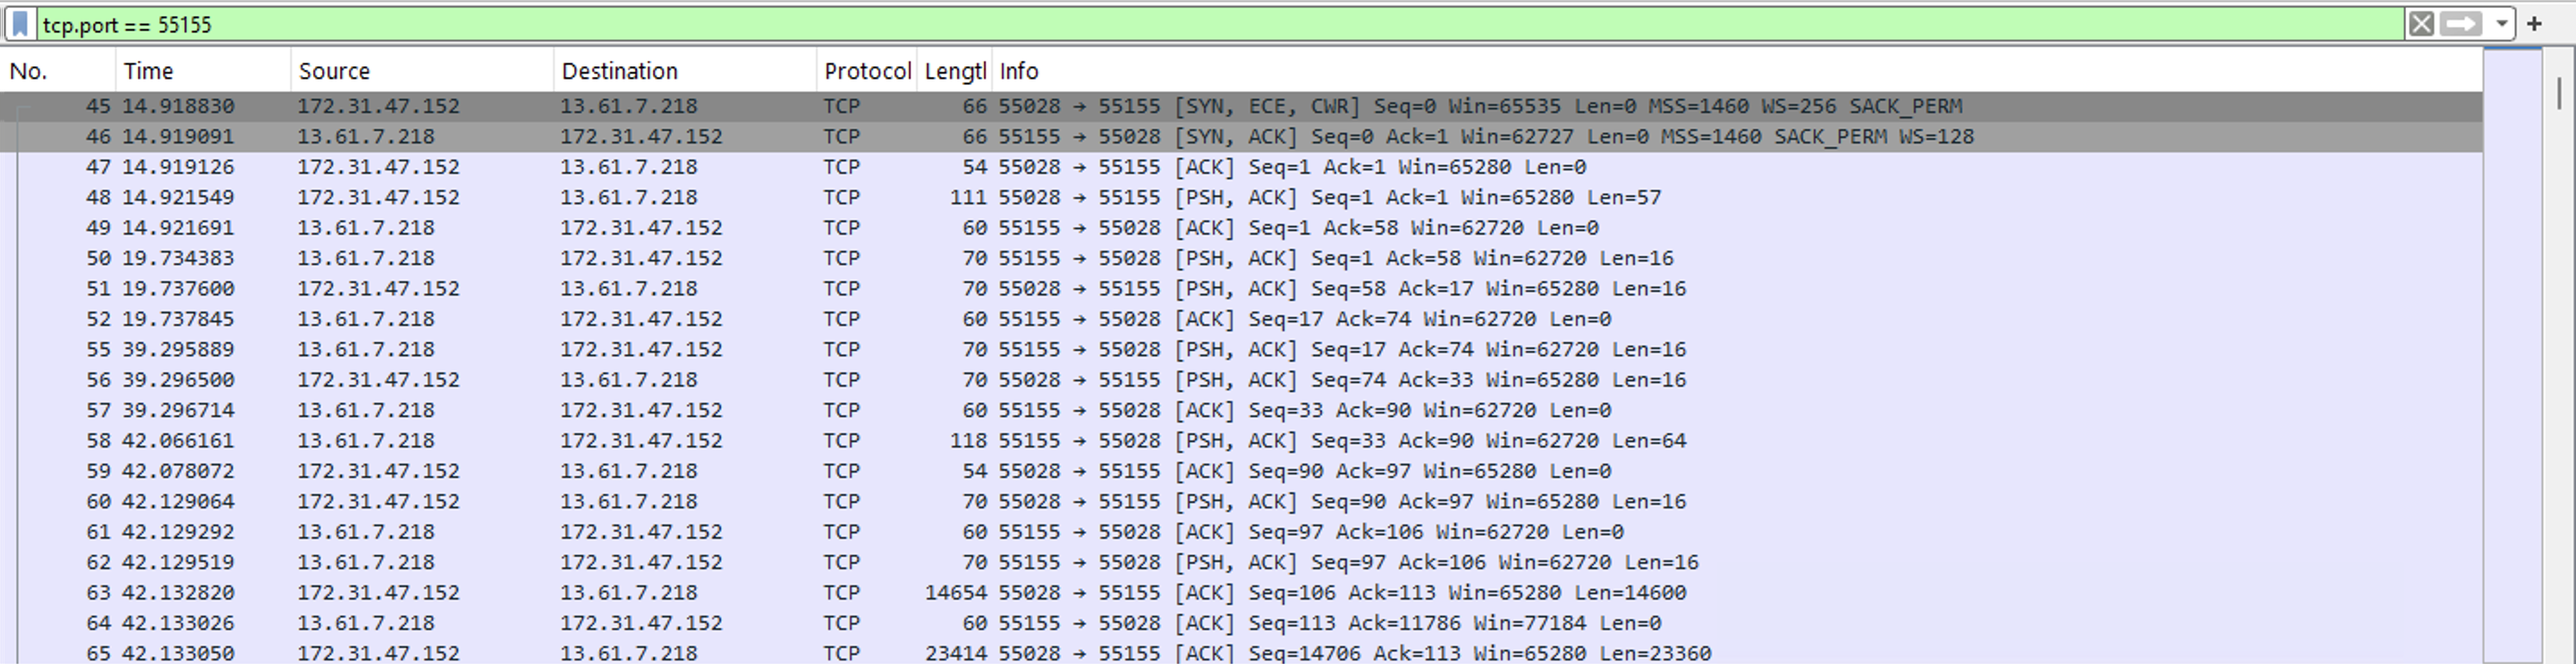 tcp.port == 55155
No. Time Source Destination Protocol Lengtl Info
45 14.918830 172.31.47.152 13.61.7.218 TCP 66 55028 → 55155 [SYN, ECE, CWR] Seq=0 Win=65535 Len=0 MSS=1460 WS=256 SACK_PERM
46 14.919091 13.61.7.218 172.31.47.152 TCP 66 55155 → 55028 [SYN, ACK] Seq=0 Ack=1 Win=62727 Len=0 MSS=1460 SACK_PERM WS=128
47 14.919126 172.31.47.152 13.61.7.218 TCP 54 55028 → 55155 [ACK] Seq=1 Ack=1 Win=65280 Len=0
48 14.921549 172.31.47.152 13.61.7.218 TCP 111 55028 → 55155 [PSH, ACK] Seq=1 Ack=1 Win=65280 Len=57
49 14.921691 13.61.7.218 172.31.47.152 TCP 60 55155 → 55028 [ACK] Seq=1 Ack=58 Win=62720 Len=0
50 19.734383 13.61.7.218 172.31.47.152 TCP 70 55155 → 55028 [PSH, ACK] Seq=1 Ack=58 Win=62720 Len=16
51 19.737600 172.31.47.152 13.61.7.218 TCP 70 55028 → 55155 [PSH, ACK] Seq=58 Ack=17 Win=65280 Len=16
52 19.737845 13.61.7.218 172.31.47.152 TCP 60 55155 → 55028 [ACK] Seq=17 Ack=74 Win=62720 Len=0
55 39.295889 13.61.7.218 172.31.47.152 TCP 70 55155 → 55028 [PSH, ACK] Seq=17 Ack=74 Win=62720 Len=16
56 39.296500 172.31.47.152 13.61.7.218 TCP 70 55028 → 55155 [PSH, ACK] Seq=74 Ack=33 Win=65280 Len=16
57 39.296714 13.61.7.218 172.31.47.152 TCP 60 55155 → 55028 [ACK] Seq=33 Ack=90 Win=62720 Len=0
58 42.066161 13.61.7.218 172.31.47.152 TCP 118 55155 → 55028 [PSH, ACK] Seq=33 Ack=90 Win=62720 Len=64
59 42.078072 172.31.47.152 13.61.7.218 TCP 54 55028 → 55155 [ACK] Seq=90 Ack=97 Win=65280 Len=0
60 42.129064 172.31.47.152 13.61.7.218 TCP 70 55028 → 55155 [PSH, ACK] Seq=90 Ack=97 Win=65280 Len=16
61 42.129292 13.61.7.218 172.31.47.152 TCP 60 55155 → 55028 [ACK] Seq=97 Ack=106 Win=62720 Len=0
62 42.129519 13.61.7.218 172.31.47.152 TCP 70 55155 → 55028 [PSH, ACK] Seq=97 Ack=106 Win=62720 Len=16
63 42.132820 172.31.47.152 13.61.7.218 TCP 14654 55028 → 55155 [ACK] Seq=106 Ack=113 Win=65280 Len=14600
64 42.133026 13.61.7.218 172.31.47.152 TCP 60 55155 → 55028 [ACK] Seq=113 Ack=11786 Win=77184 Len=0
65 42.133050 172.31.47.152 13.61.7.218 TCP 23414 55028 → 55155 [ACK] Seq=14706 Ack=113 Win=65280 Len=23360